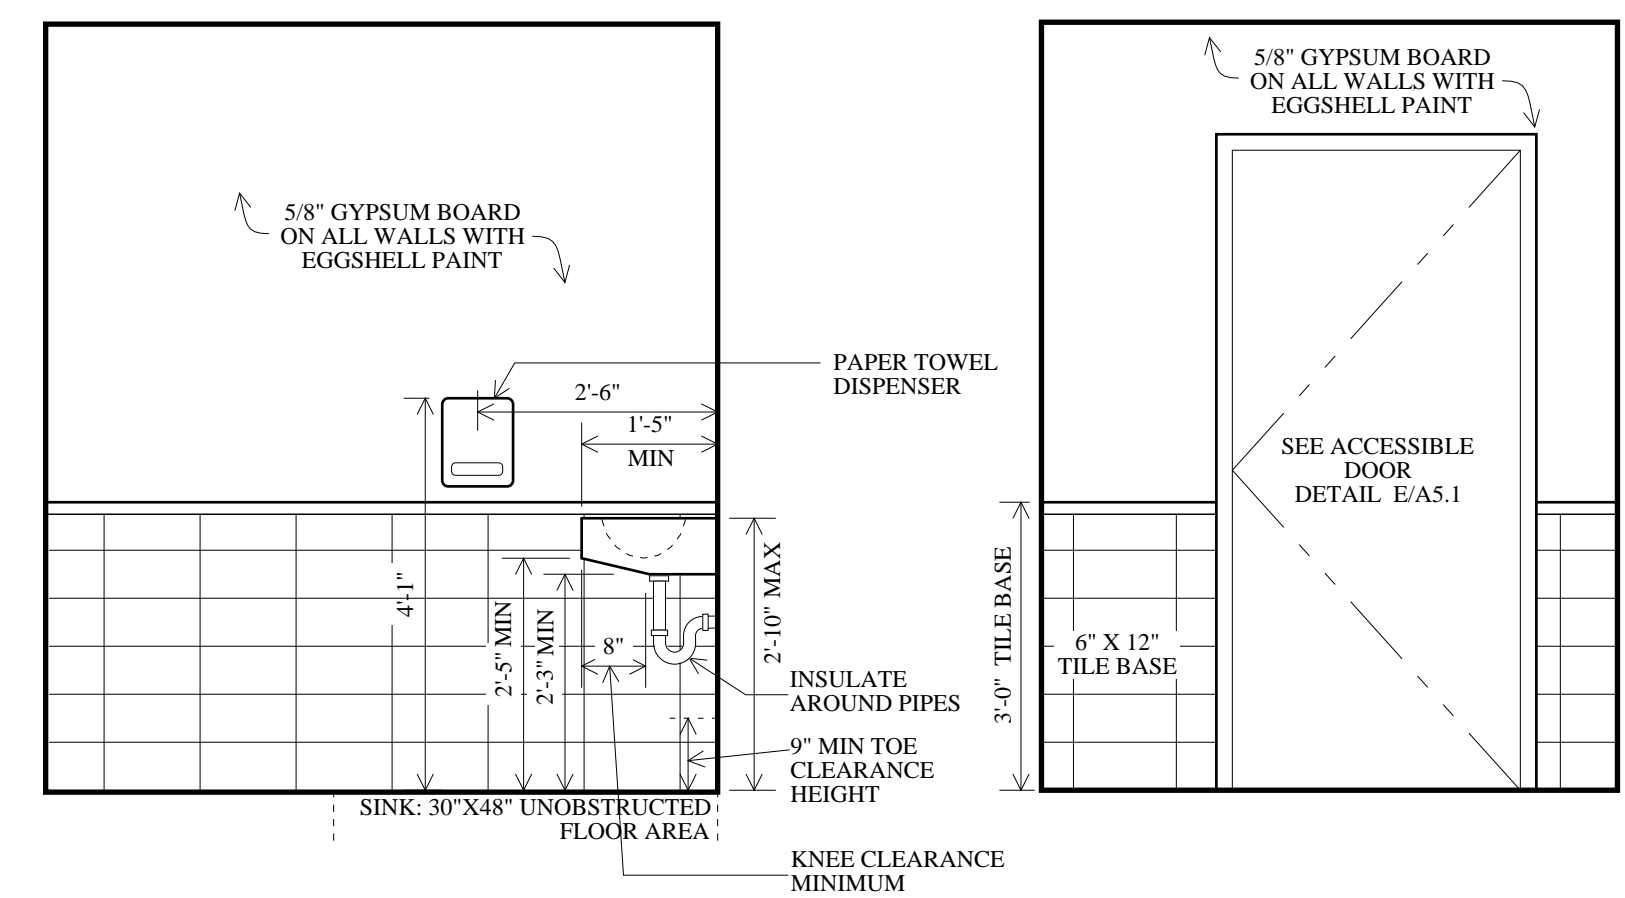 5/8" GYPSUM BOARD
ON ALL WALLS WITH
EGGSHELL PAINT
PAPER TOWEL
DISPENSER
2'-6"
1'-5"
MIN
4'-1"
2'-5" MIN
2'-3" MIN
8"
2'-10" MAX
INSULATE
AROUND PIPES
9" MIN TOE
CLEARANCE
HEIGHT
SINK: 30"X48" UNOBSTRUCTED
FLOOR AREA
KNEE CLEARANCE
MINIMUM
5/8" GYPSUM BOARD
ON ALL WALLS WITH
EGGSHELL PAINT
SEE ACCESSIBLE
DOOR
DETAIL E/A5.1
3'-0" TILE BASE
6" X 12"
TILE BASE